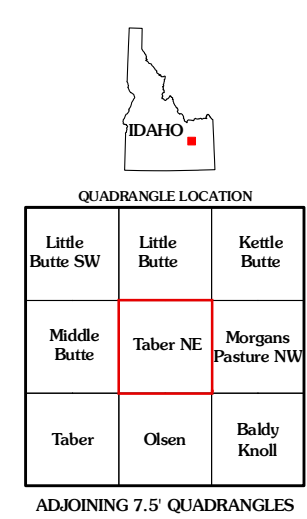 IDAHO
QUADRANGLE LOCATION
Little
Butte SW
Little
Butte
Kettle
Butte
Middle
Butte
Taber NE
Morgans
Pasture NW
Taber
Olsen
Baldy
Knoll
ADJOINING 7.5' QUADRANGLES